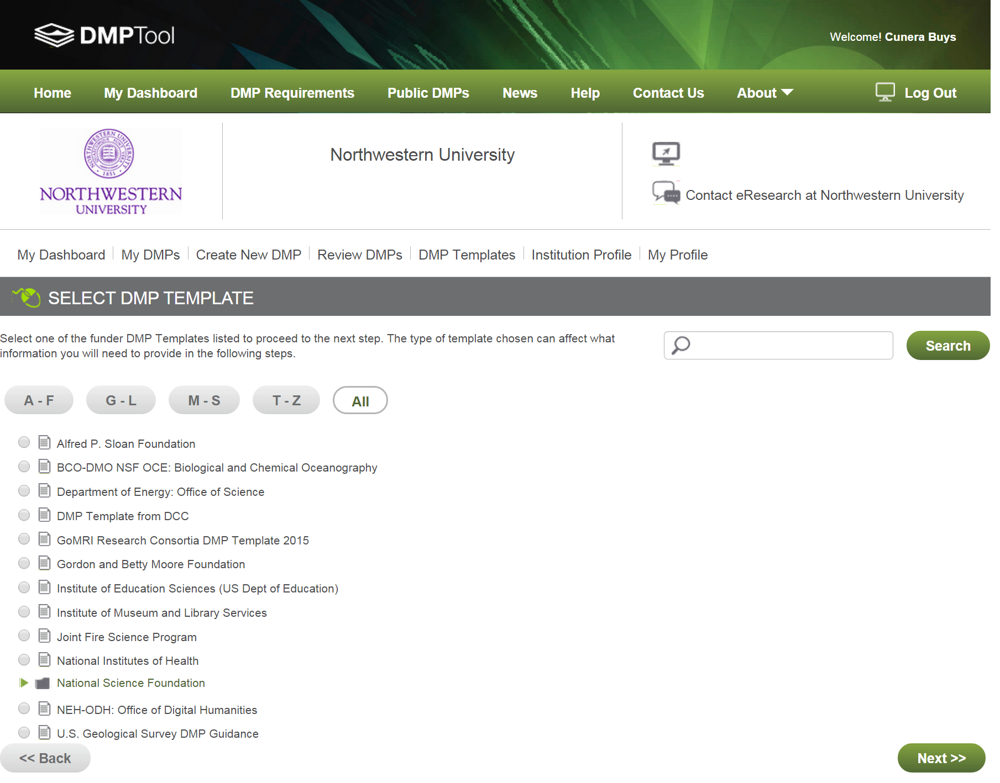 DMPTool
Welcome! Cunera Buys
Home My Dashboard DMP Requirements Public DMPs News Help Contact Us About Log Out
NORTHWESTERN UNIVERSITY
1851
NORTHWESTERN
UNIVERSITY
Northwestern University
Contact eResearch at Northwestern University
My Dashboard My DMPs Create New DMP Review DMPs DMP Templates Institution Profile My Profile
SELECT DMP TEMPLATE
Select one of the funder DMP Templates listed to proceed to the next step. The type of template chosen can affect what
information you will need to provide in the following steps.
Search
A - F G - L M - S T - Z All
Alfred P. Sloan Foundation
BCO-DMO NSF OCE: Biological and Chemical Oceanography
Department of Energy: Office of Science
DMP Template from DCC
GoMRI Research Consortia DMP Template 2015
Gordon and Betty Moore Foundation
Institute of Education Sciences (US Dept of Education)
Institute of Museum and Library Services
Joint Fire Science Program
National Institutes of Health
National Science Foundation
NEH-ODH: Office of Digital Humanities
U.S. Geological Survey DMP Guidance
<< Back Next >>